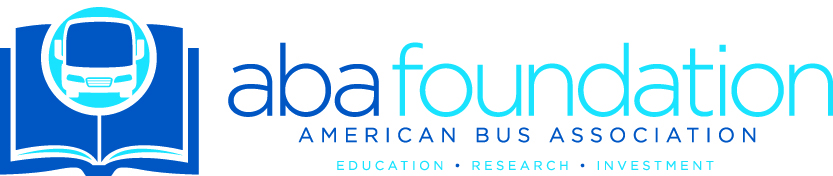 aba foundation
AMERICAN BUS ASSOCIATION
EDUCATION • RESEARCH • INVESTMENT